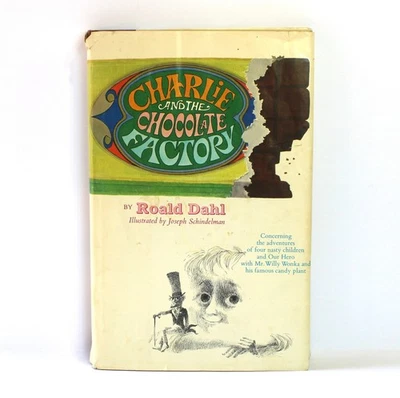 CHARLIE
AND THE
CHOCOLATE
FACTORY
BY Roald Dahl
Illustrated by Joseph Schindelman
Concerning
the adventures
of four nasty children
and Our Hero
with Mr. Willy Wonka and
his famous candy plant